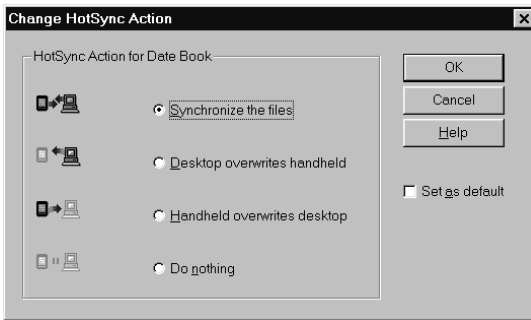 Change HotSync Action
HotSync Action for Date Book
Synchronize the files
Desktop overwrites handheld
Handheld overwrites desktop
Do nothing
OK
Cancel
Help
Set as default